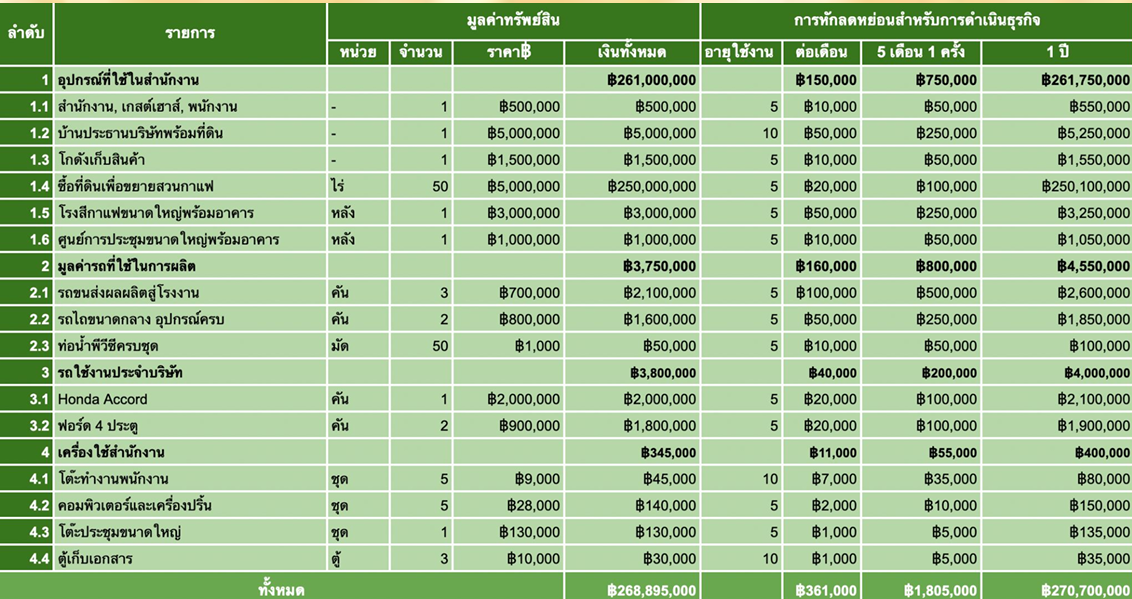 ลำดับ รายการ มูลค่าทรัพย์สิน การหักลดหย่อนสำหรับการดำเนินธุรกิจ
หน่วย จำนวน ราคา฿ เงินทั้งหมด อายุใช้งาน ต่อเดือน 5 เดือน 1 ครั้ง 1 ปี
1 อุปกรณ์ที่ใช้ในสำนักงาน ฿261,000,000 ฿150,000 ฿750,000 ฿261,750,000
1.1 สำนักงาน, เกสต์เฮาส์, พนักงาน - 1 ฿500,000 ฿500,000 5 ฿10,000 ฿50,000 ฿550,000
1.2 บ้านประธานบริษัทพร้อมที่ดิน - 1 ฿5,000,000 ฿5,000,000 10 ฿50,000 ฿250,000 ฿5,250,000
1.3 โกดังเก็บสินค้า - 1 ฿1,500,000 ฿1,500,000 5 ฿10,000 ฿50,000 ฿1,550,000
1.4 ซื้อที่ดินเพื่อขยายสวนกาแฟ ไร่ 50 ฿5,000,000 ฿250,000,000 5 ฿20,000 ฿100,000 ฿250,100,000
1.5 โรงสีกาแฟขนาดใหญ่พร้อมอาคาร หลัง 1 ฿3,000,000 ฿3,000,000 5 ฿50,000 ฿250,000 ฿3,250,000
1.6 ศูนย์การประชุมขนาดใหญ่พร้อมอาคาร หลัง 1 ฿1,000,000 ฿1,000,000 5 ฿10,000 ฿50,000 ฿1,050,000
2 มูลค่ารถที่ใช้ในการผลิต ฿3,750,000 ฿160,000 ฿800,000 ฿4,550,000
2.1 รถขนส่งผลผลิตสู่โรงงาน คัน 3 ฿700,000 ฿2,100,000 5 ฿100,000 ฿500,000 ฿2,600,000
2.2 รถไถขนาดกลาง อุปกรณ์ครบ คัน 2 ฿800,000 ฿1,600,000 5 ฿50,000 ฿250,000 ฿1,850,000
2.3 ท่อน้ำพีวีซีครบชุด มัด 50 ฿1,000 ฿50,000 5 ฿10,000 ฿50,000 ฿100,000
3 รถใช้งานประจำบริษัท ฿3,800,000 ฿40,000 ฿200,000 ฿4,000,000
3.1 Honda Accord คัน 1 ฿2,000,000 ฿2,000,000 5 ฿20,000 ฿100,000 ฿2,100,000
3.2 ฟอร์ด 4 ประตู คัน 2 ฿900,000 ฿1,800,000 5 ฿20,000 ฿100,000 ฿1,900,000
4 เครื่องใช้สำนักงาน ฿345,000 ฿11,000 ฿55,000 ฿400,000
4.1 โต๊ะทำงานพนักงาน ชุด 5 ฿9,000 ฿45,000 10 ฿7,000 ฿35,000 ฿80,000
4.2 คอมพิวเตอร์และเครื่องปริ้น ชุด 5 ฿28,000 ฿140,000 5 ฿2,000 ฿10,000 ฿150,000
4.3 โต๊ะประชุมขนาดใหญ่ ชุด 1 ฿130,000 ฿130,000 5 ฿1,000 ฿5,000 ฿135,000
4.4 ตู้เก็บเอกสาร ตู้ 3 ฿10,000 ฿30,000 10 ฿1,000 ฿5,000 ฿35,000
ทั้งหมด ฿268,895,000 ฿361,000 ฿1,805,000 ฿270,700,000